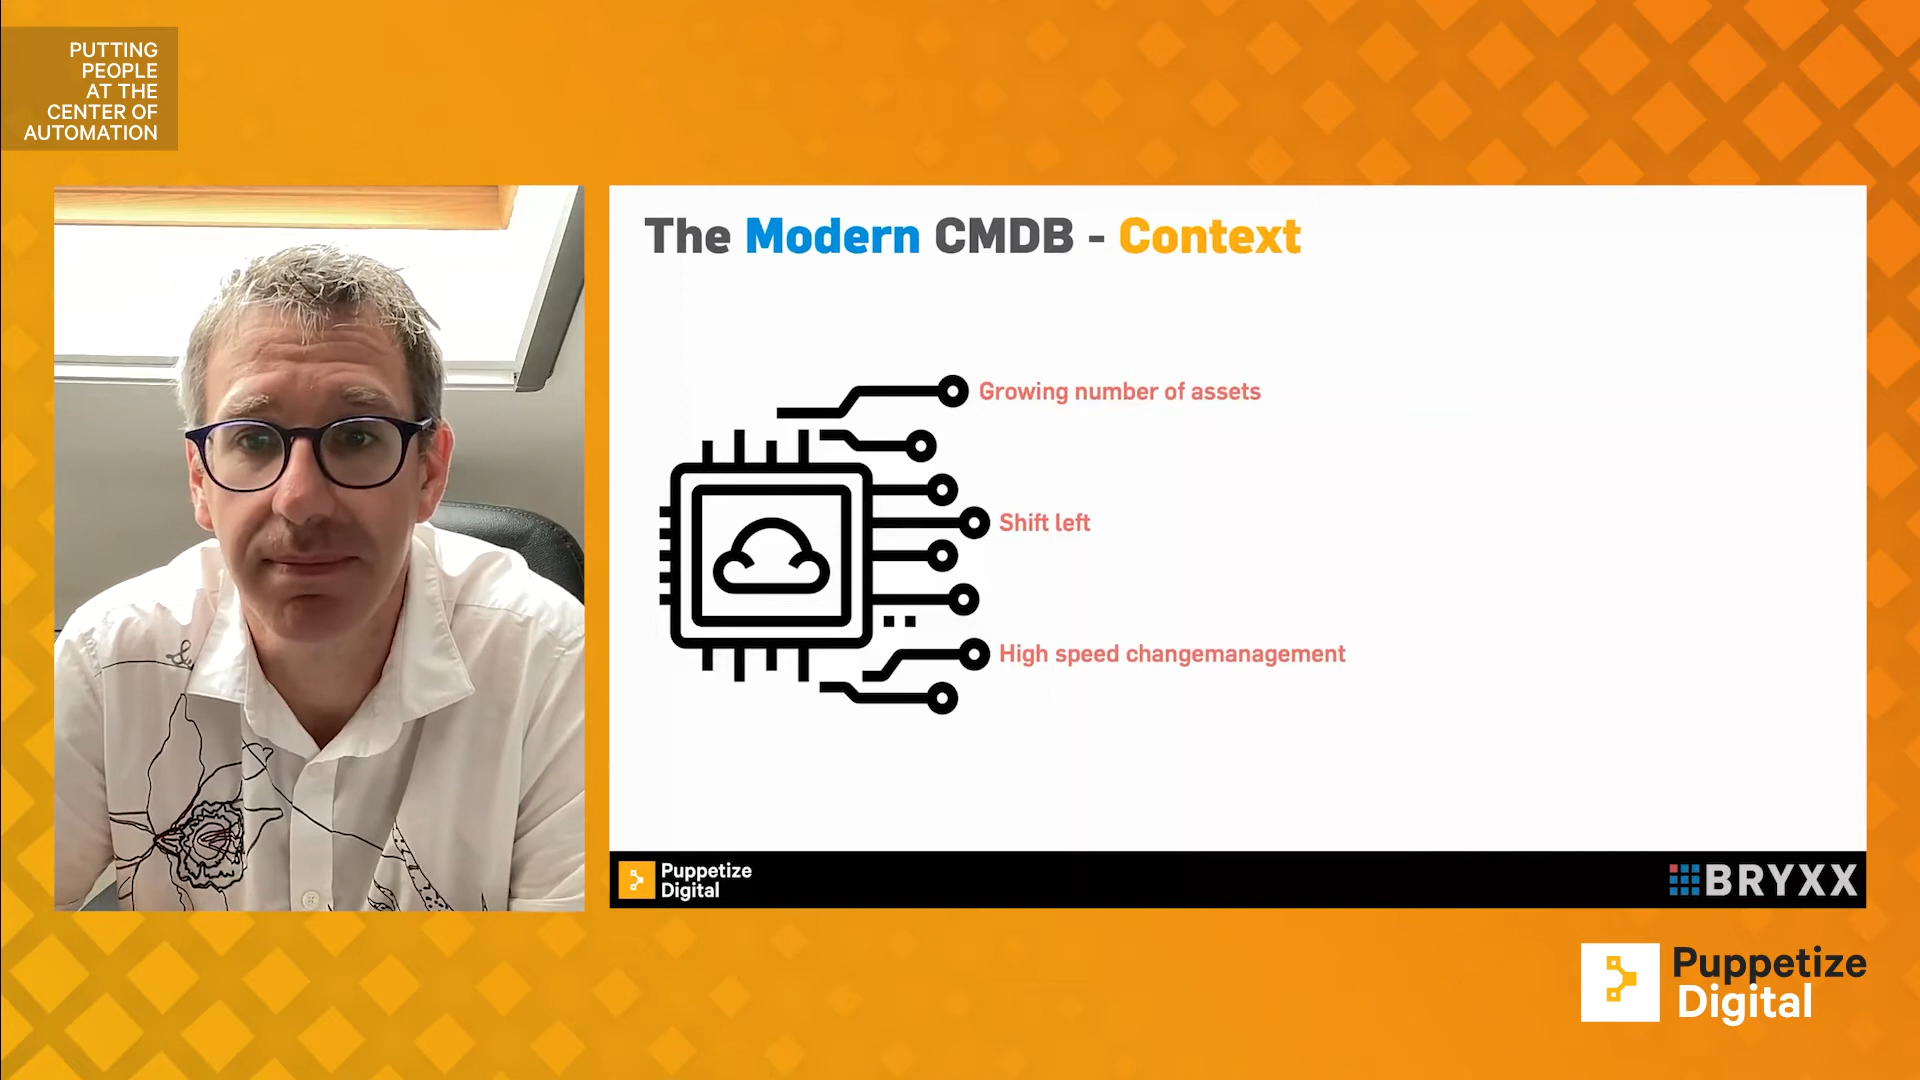 PUTTING
PEOPLE
AT THE
CENTER OF
AUTOMATION
The Modern CMDB - Context
Growing number of assets
Shift left
High speed changemanagement
Puppetize
Digital
BRYXX
Puppetize
Digital